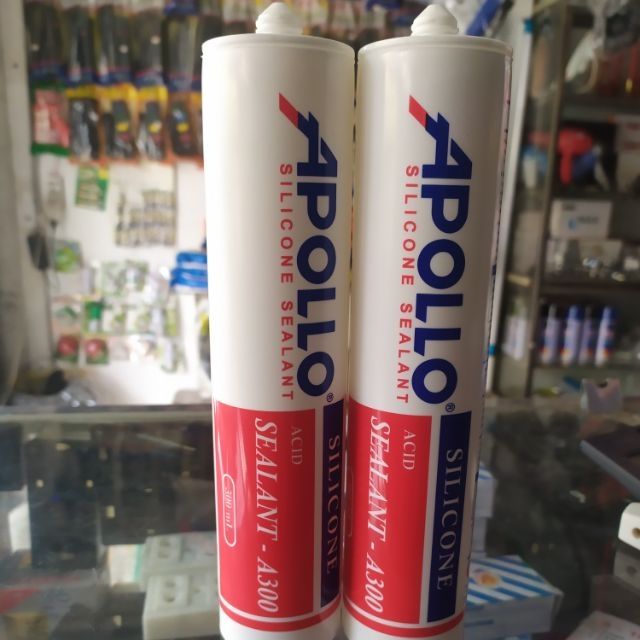 APOLLO®
SILICONE SEALANT
SILICONE
ACID
SEALANT - A300
300 ml
APOLLO®
SILICONE SEALANT
SILICONE
ACID
SEALANT - A300